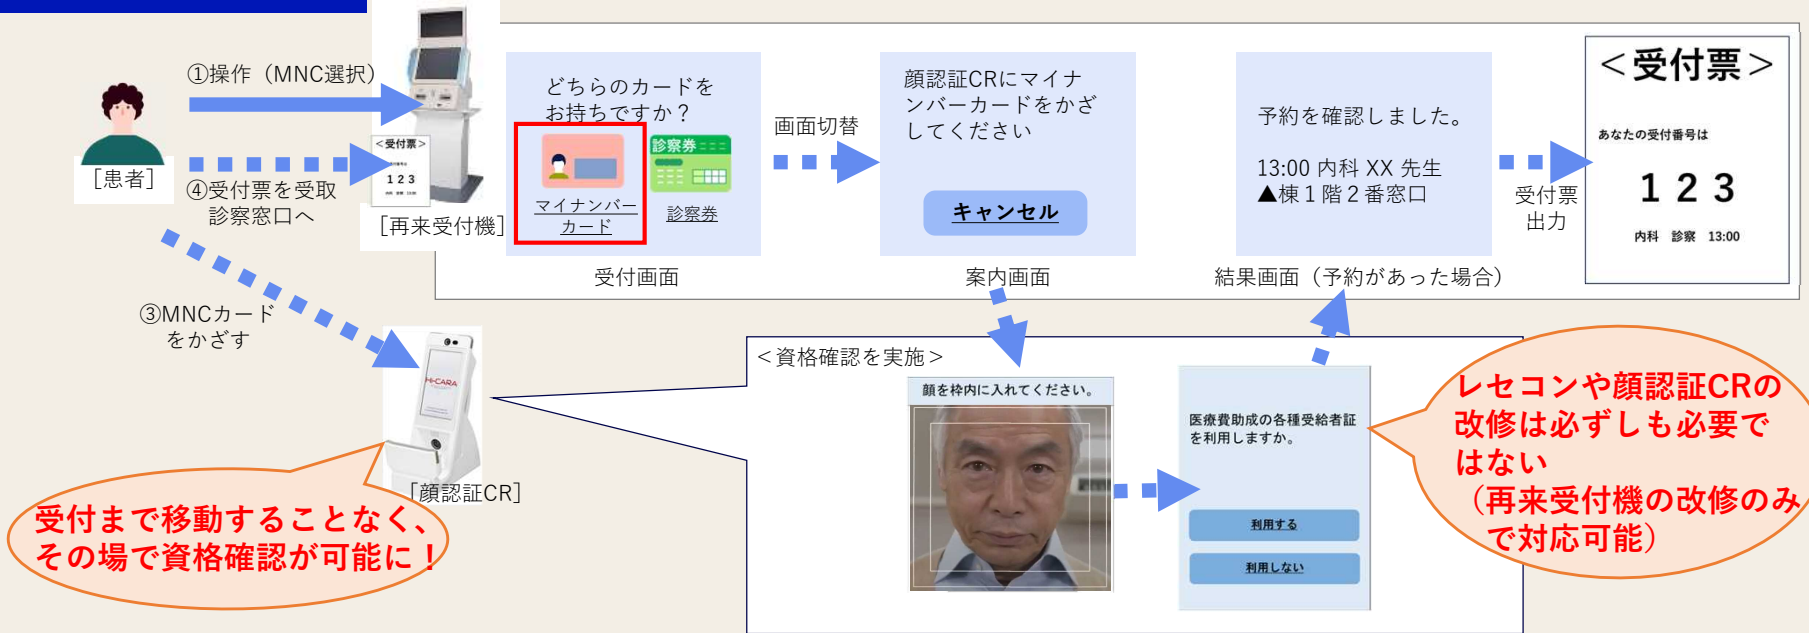 ①操作（MNC選択）
［患者］
④受付票を受取
診察窓口へ
＜受付票＞
1 2 3
［再来受付機］
どちらのカードを
お持ちですか？
診察券
マイナンバー
カード
診察券
受付画面
画面切替
顔認証CRにマイナ
ンバーカードをかざ
してください
キャンセル
案内画面
予約を確認しました。
13:00 内科 XX 先生
▲棟１階２番窓口
結果画面（予約があった場合）
受付票
出力
＜受付票＞
あなたの受付番号は
１２３
内科　診察　13:00
③MNCカード
をかざす
HI-CARA
［顔認証CR］
受付まで移動することなく、
その場で資格確認が可能に！
＜資格確認を実施＞
顔を枠内に入れてください。
医療費助成の各種受給者証
を利用しますか。
利用する
利用しない
レセコンや顔認証CRの
改修は必ずしも必要で
はない
（再来受付機の改修のみ
で対応可能）